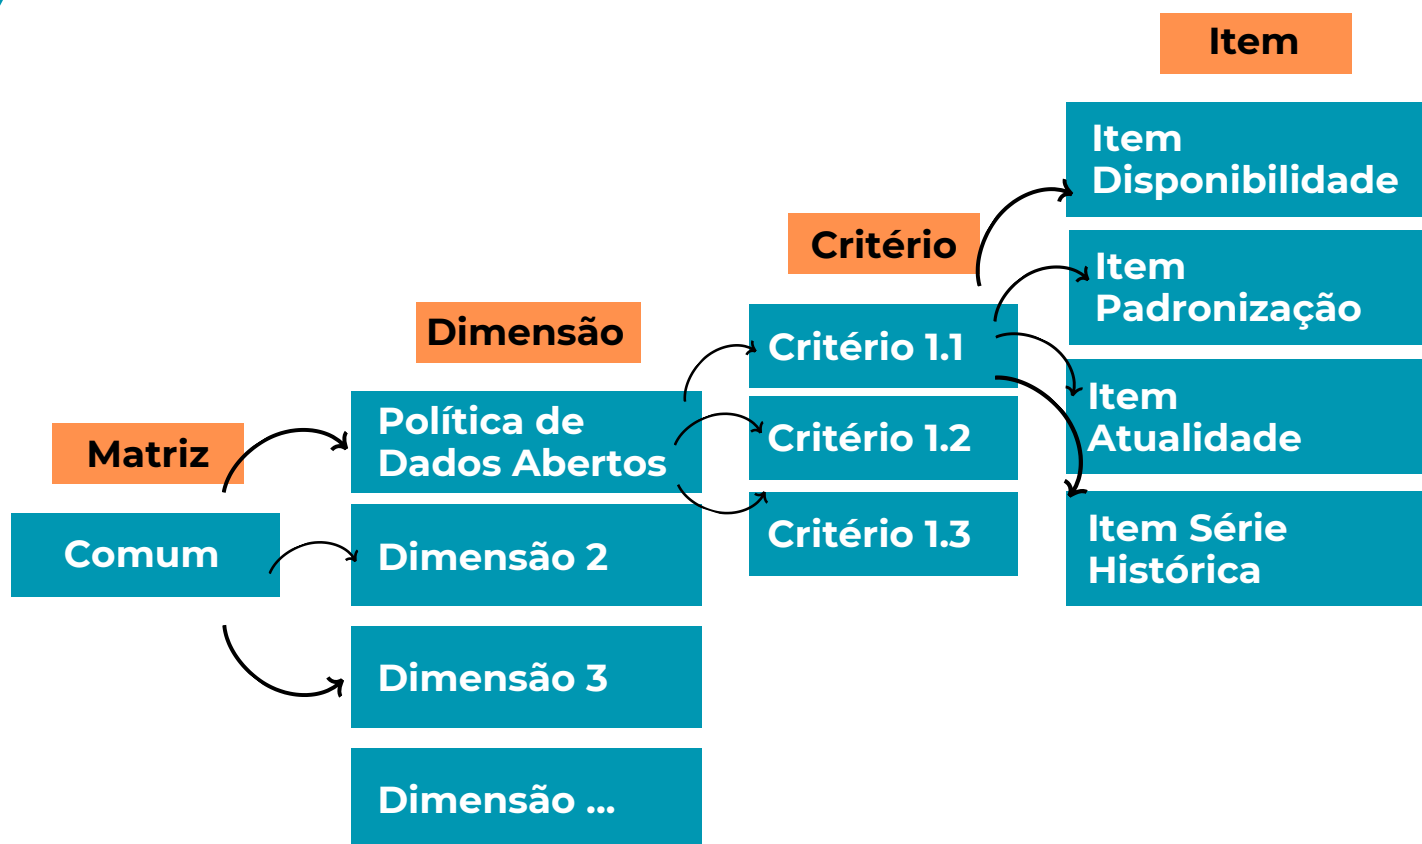 Matriz
Comum
Dimensão
Política de
Dados Abertos
Dimensão 2
Dimensão 3
Dimensão ...
Critério
Critério 1.1
Critério 1.2
Critério 1.3
Item
Item
Disponibilidade
Item
Padronização
Item
Atualidade
Item Série
Histórica